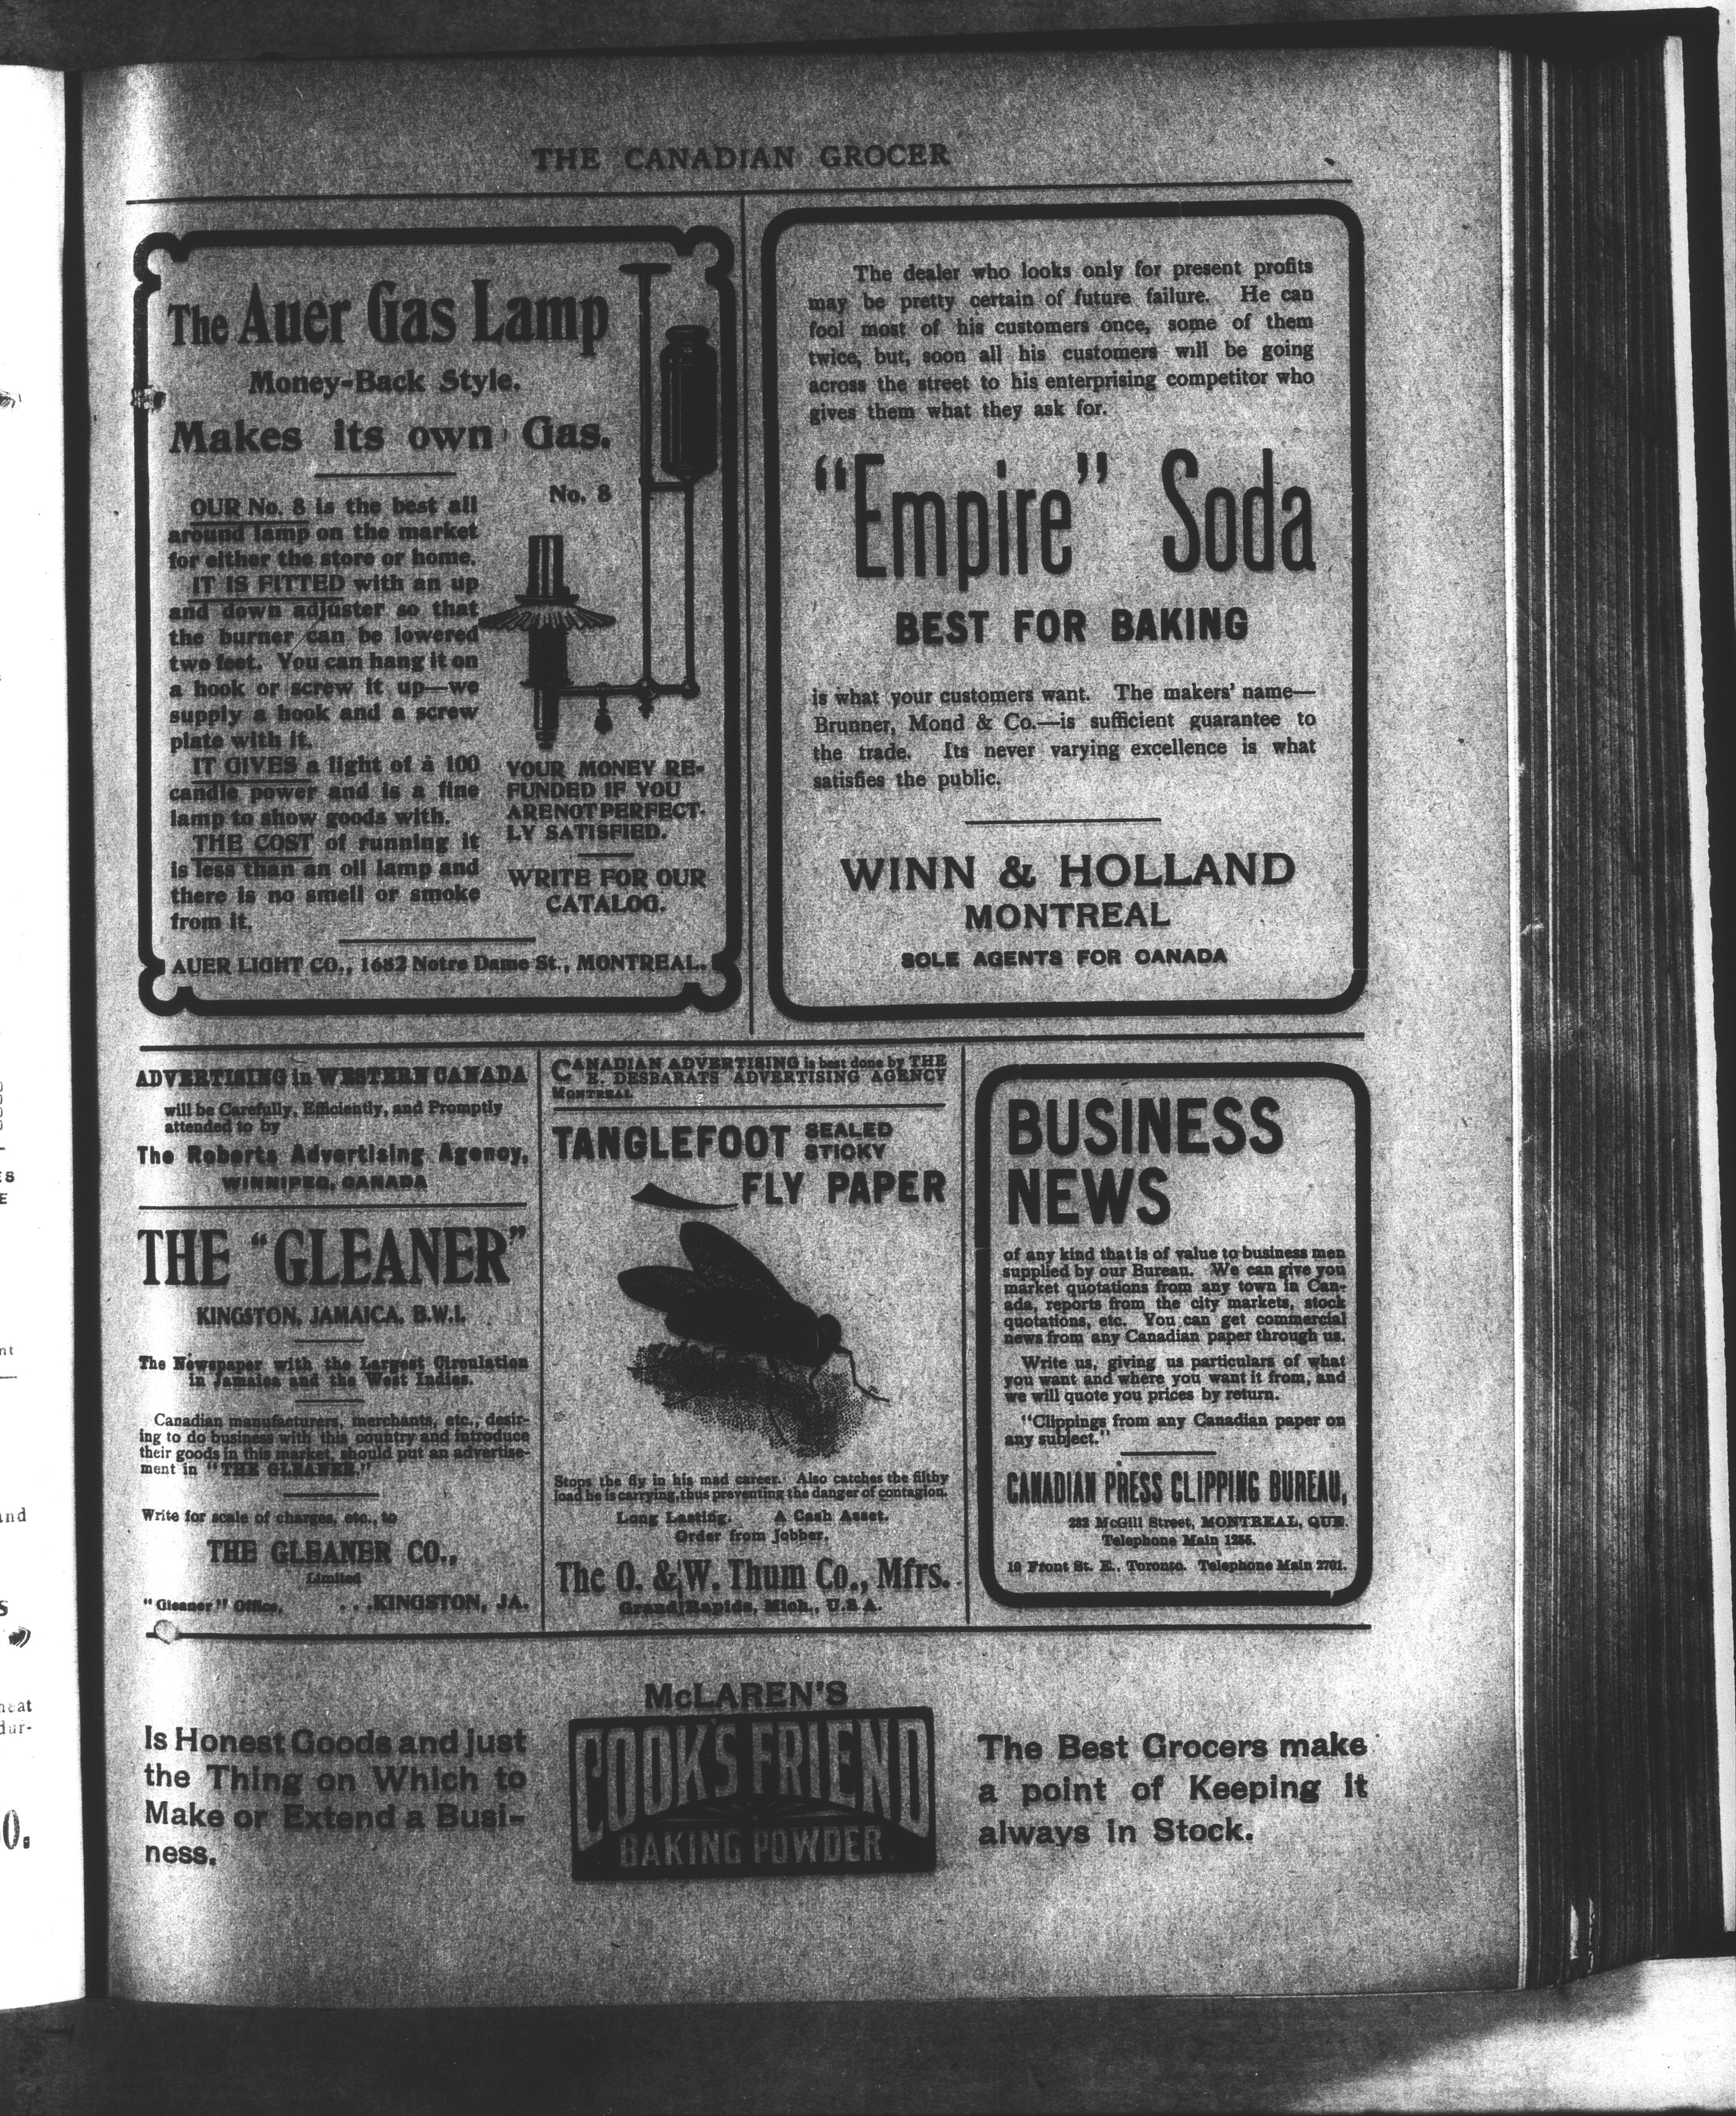 THE CANADIAN GROCER
The Auer Gas Lamp
Money-Back Style.
Makes its own Gas.
No. 8
OUR No. 8 is the best all
around lamp on the market
for either the store or home.
IT IS FITTED with an up
and down adjuster so that
the burner can be lowered
two feet. You can hang it on
a hook or screw it up—we
supply a hook and a screw
plate with it.
IT GIVES a light of a 100
candle power and is a fine
lamp to show goods with.
THE COST of running it
is less than an oil lamp and
there is no smell or smoke
from it.
YOUR MONEY RE-
FUNDED IF YOU
ARE NOT PERFECT-
LY SATISFIED.
WRITE FOR OUR
CATALOG.
AUER LIGHT CO., 1682 Notre Dame St., MONTREAL.
The dealer who looks only for present profits
may be pretty certain of future failure. He can
fool most of his customers once, some of them
twice, but, soon all his customers will be going
across the street to his enterprising competitor who
gives them what they ask for.
"Empire" Soda
BEST FOR BAKING
is what your customers want. The makers' name—
Brunner, Mond & Co.—is sufficient guarantee to
the trade. Its never varying excellence is what
satisfies the public.
WINN & HOLLAND
MONTREAL
SOLE AGENTS FOR CANADA
ADVERTISING in WESTERN CANADA
will be Carefully, Efficiently, and Promptly
attended to by
The Roberts Advertising Agency,
WINNIPEG, CANADA
THE "GLEANER"
KINGSTON, JAMAICA, B.W.I.
The Newspaper with the Largest Circulation
in Jamaica and the West Indies.
Canadian manufacturers, merchants, etc., desir-
ing to do business with this country and introduce
their goods in this market, should put an advertise-
ment in "THE GLEANER."
Write for scale of charges, etc., to
THE GLEANER CO.,
Limited
"Gleaner" Office, . . .KINGSTON, JA.
CANADIAN ADVERTISING is best done by THE
E. DESBARATS ADVERTISING AGENCY
MONTREAL
TANGLEFOOT SEALED
STICKY
FLY PAPER
Stops the fly in his mad career. Also catches the filthy
load he is carrying, thus preventing the danger of contagion.
Long Lasting. A Cash Asset.
Order from Jobber.
The O. & W. Thum Co., Mfrs.
Grand Rapids, Mich., U.S.A.
BUSINESS
NEWS
of any kind that is of value to business men
supplied by our Bureau. We can give you
market quotations from any town in Can-
ada, reports from the city markets, stock
quotations, etc. You can get commercial
news from any Canadian paper through us.
Write us, giving us particulars of what
you want and where you want it from, and
we will quote you prices by return.
"Clippings from any Canadian paper on
any subject."
CANADIAN PRESS CLIPPING BUREAU,
232 McGill Street, MONTREAL, QUE.
Telephone Main 1255.
10 Front St. E., Toronto. Telephone Main 2701.
Is Honest Goods and just
the Thing on Which to
Make or Extend a Busi-
ness.
McLAREN'S
COOK'S FRIEND
BAKING POWDER
The Best Grocers make
a point of Keeping it
always in Stock.